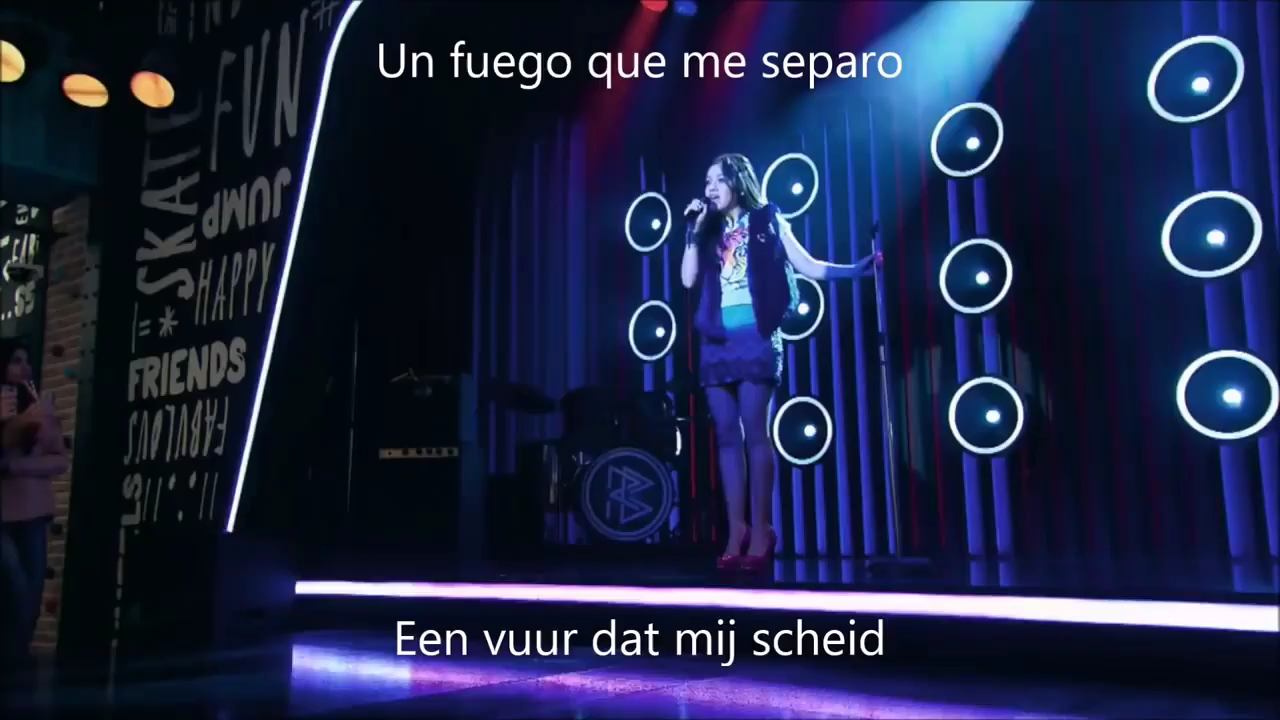 Un fuego que me separo
FUN
SKATE
JUMP
HAPPY
FRIENDS
FABULOUS
Een vuur dat mij scheid